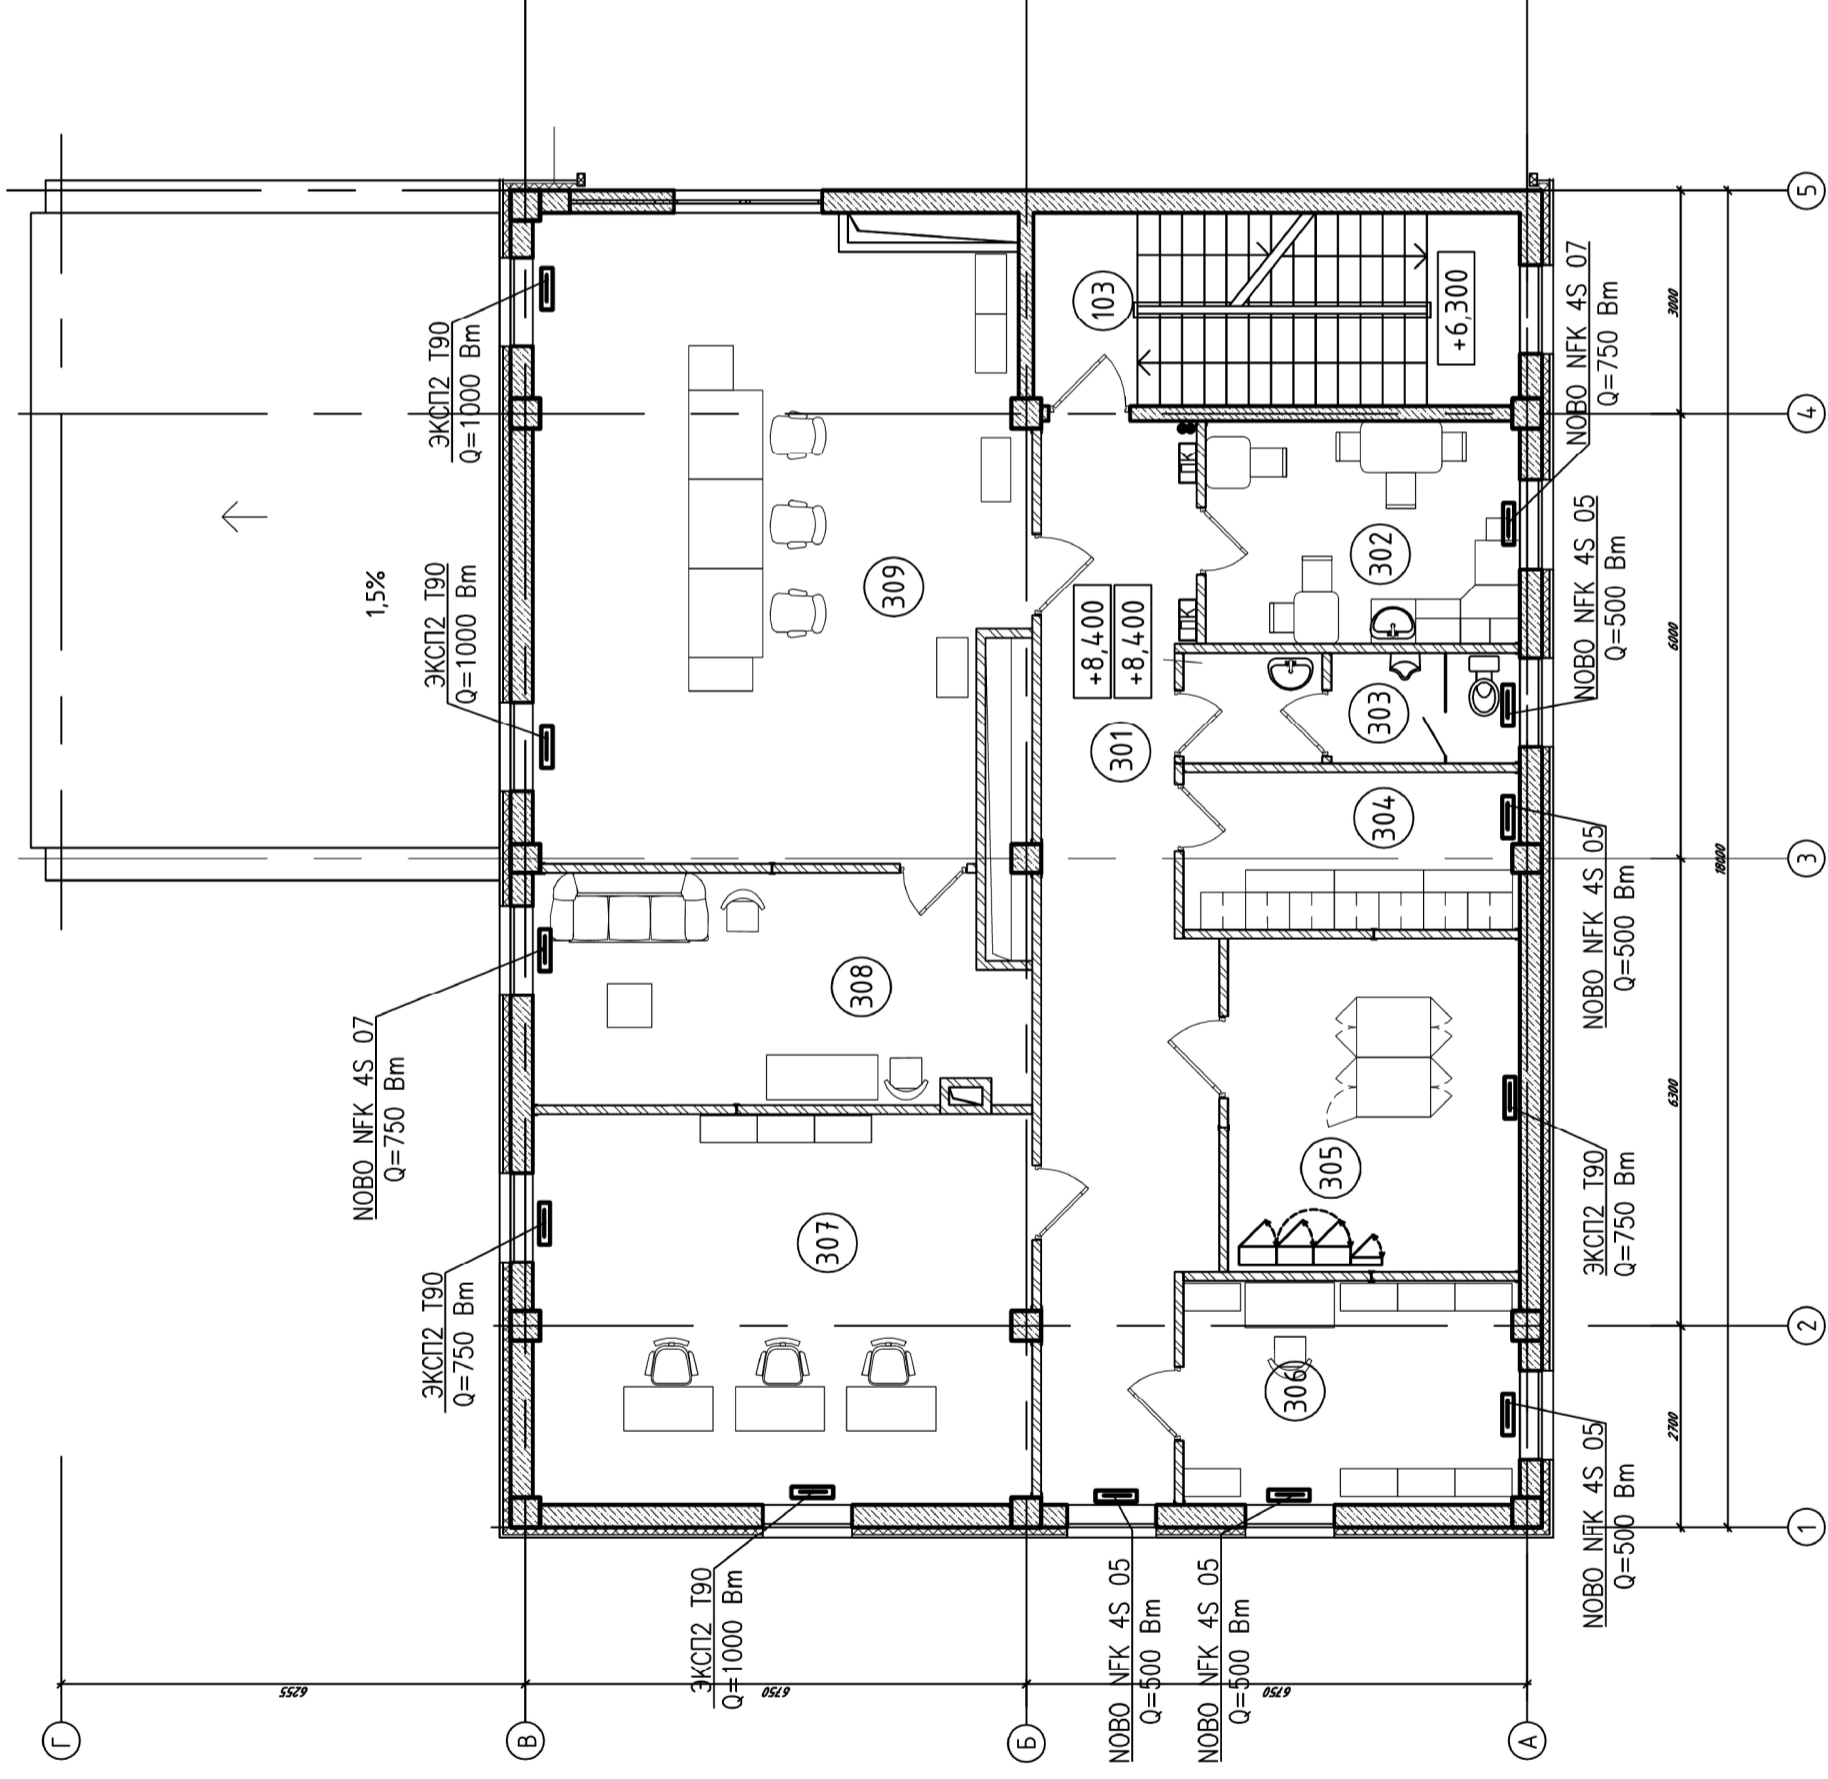 ЭКСП2 Т90
Q=1000 Вт
ЭКСП2 Т90
Q=1000 Вт
1,5%
NOBO NFK 4S 07
Q=750 Вт
ЭКСП2 Т90
Q=750 Вт
ЭКСП2 Т90
Q=1000 Вт
NOBO NFK 4S 05
Q=500 Вт
NOBO NFK 4S 05
Q=500 Вт
NOBO NFK 4S 05
Q=500 Вт
ЭКСП2 Т90
Q=750 Вт
NOBO NFK 4S 05
Q=500 Вт
NOBO NFK 4S 05
Q=500 Вт
NOBO NFK 4S 07
Q=750 Вт
309
308
307
301
103
302
303
304
305
306
+8,400
+8,400
+6,300
ПК
ПК
6255
6750
6750
2700
6300
6000
3000
18000
Г
В
Б
А
1
2
3
4
5